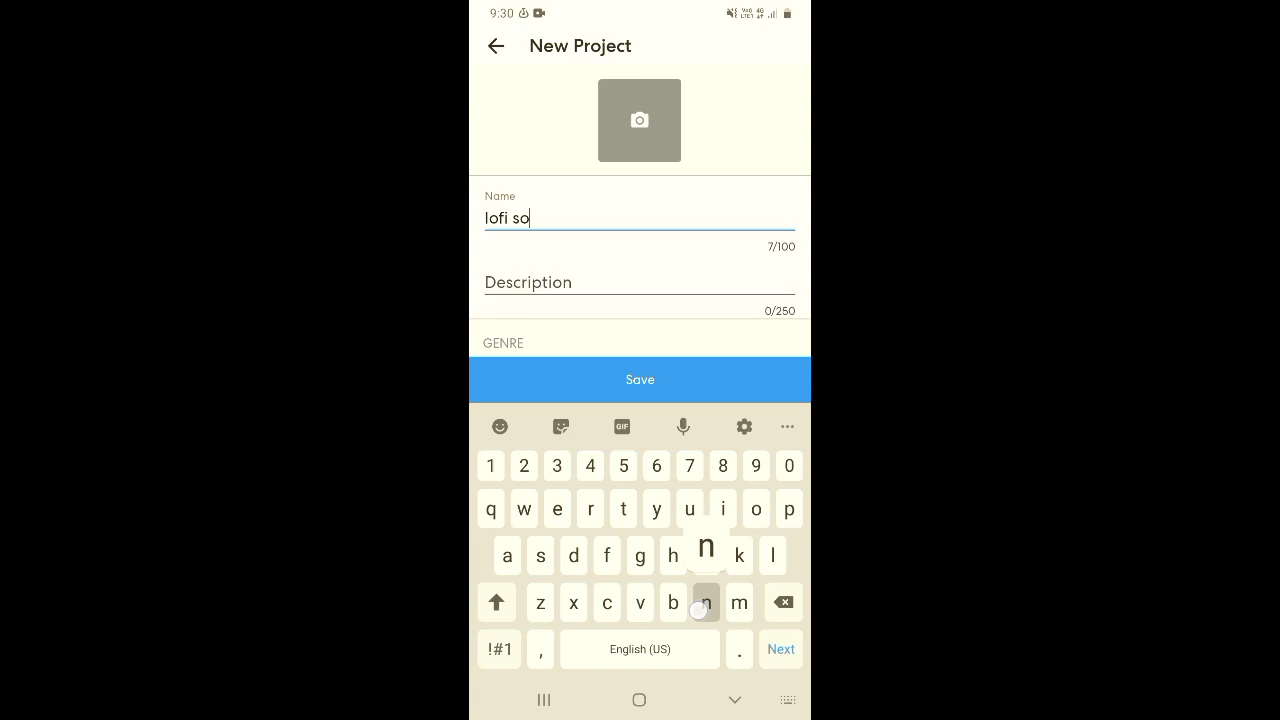 9:30
New Project
Name
lofi so
7/100
Description
0/250
GENRE
Save
GIF
1 2 3 4 5 6 7 8 9 0
q w e r t y u i o p
n
a s d f g h k l
z x c v b n m
!#1 , English (US) . Next